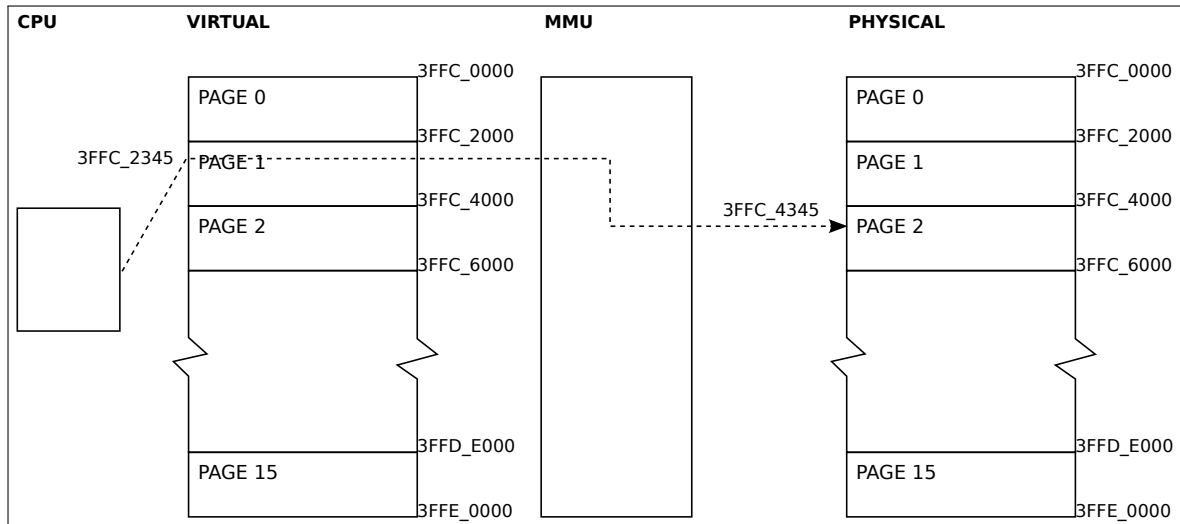 CPU VIRTUAL MMU PHYSICAL
3FFC_0000 3FFC_0000
PAGE 0 PAGE 0
3FFC_2000 3FFC_2000
3FFC_2345 PAGE 1 PAGE 1
3FFC_4000 3FFC_4000
3FFC_4345
PAGE 2 PAGE 2
3FFC_6000 3FFC_6000
3FFD_E000 3FFD_E000
PAGE 15 PAGE 15
3FFE_0000 3FFE_0000